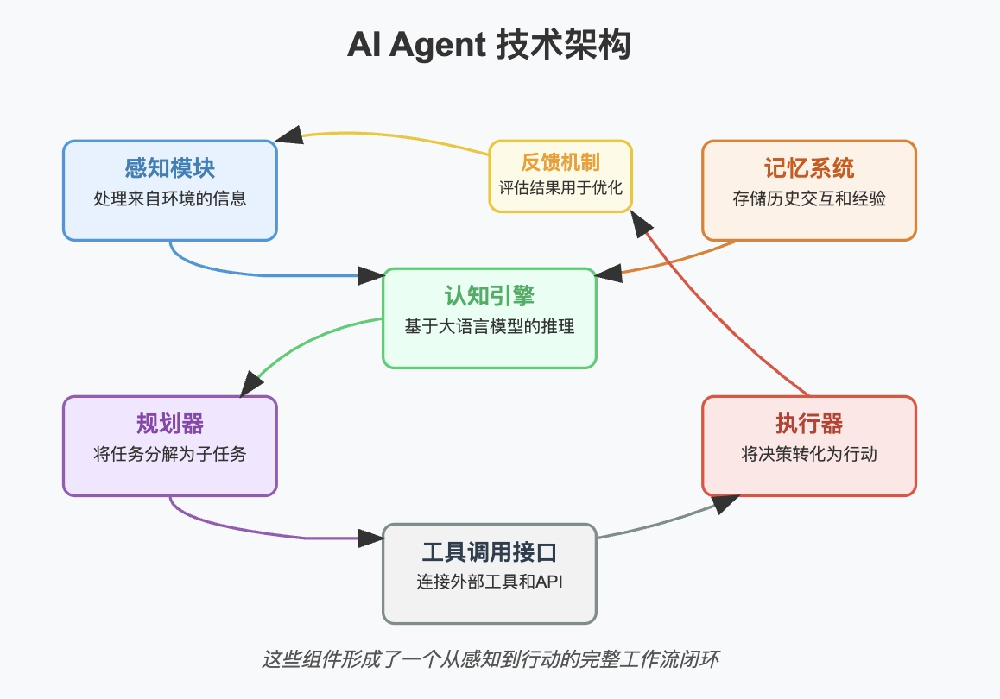 AI Agent 技术架构
感知模块
处理来自环境的信息
反馈机制
评估结果用于优化
记忆系统
存储历史交互和经验
认知引擎
基于大语言模型的推理
规划器
将任务分解为子任务
执行器
将决策转化为行动
工具调用接口
连接外部工具和API
这些组件形成了一个从感知到行动的完整工作流闭环